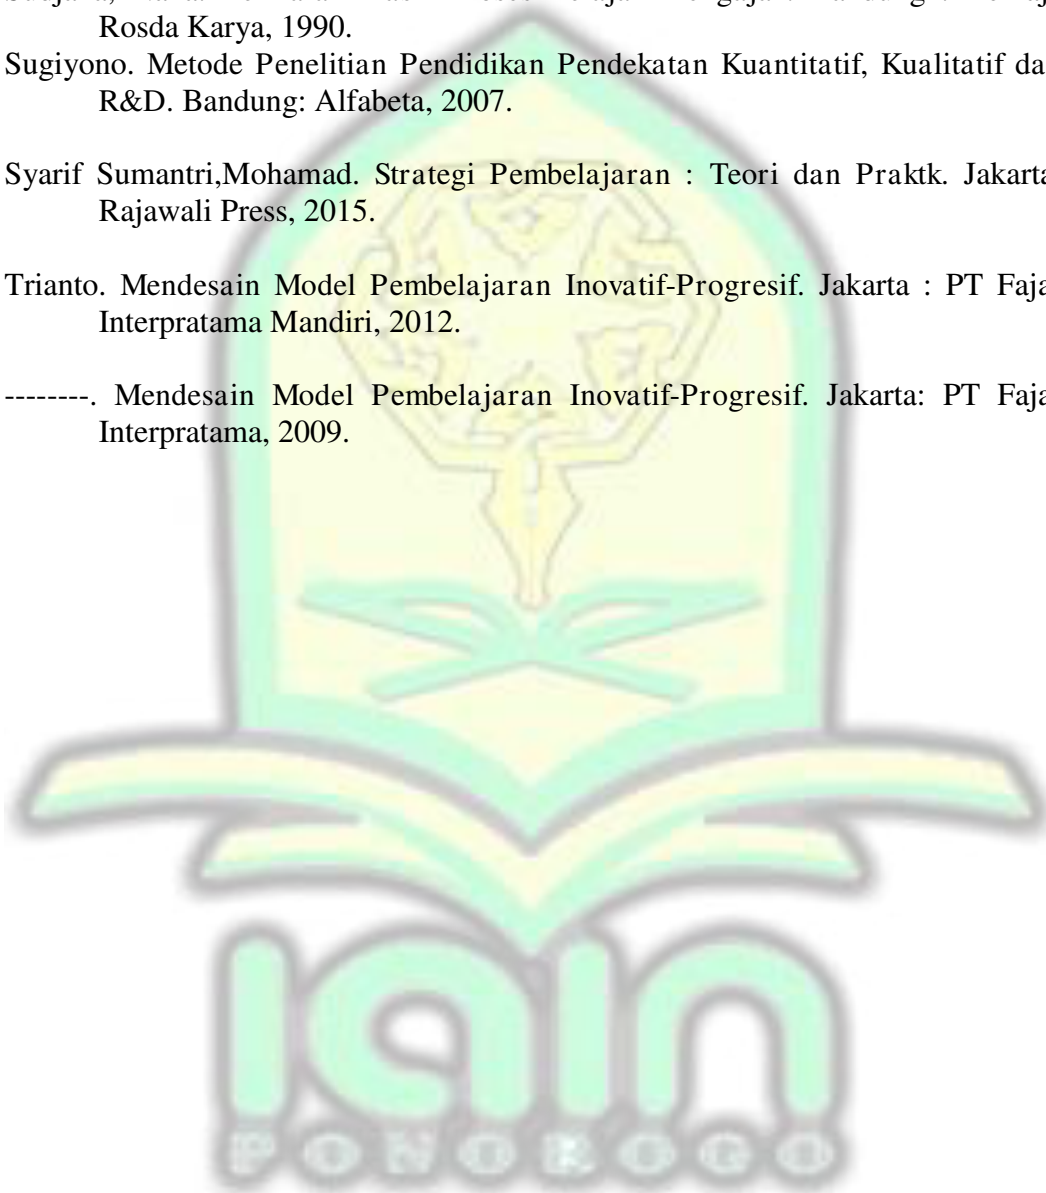 Rosda Karya, 1990.
Sugiyono. Metode Penelitian Pendidikan Pendekatan Kuantitatif, Kualitatif da
R&D. Bandung: Alfabeta, 2007.
Syarif Sumantri,Mohamad. Strategi Pembelajaran : Teori dan Praktk. Jakarta
Rajawali Press, 2015.
Trianto. Mendesain Model Pembelajaran Inovatif-Progresif. Jakarta : PT Faja
Interpratama Mandiri, 2012.
--------. Mendesain Model Pembelajaran Inovatif-Progresif. Jakarta: PT Faja
Interpratama, 2009.
iain
PONOROGO